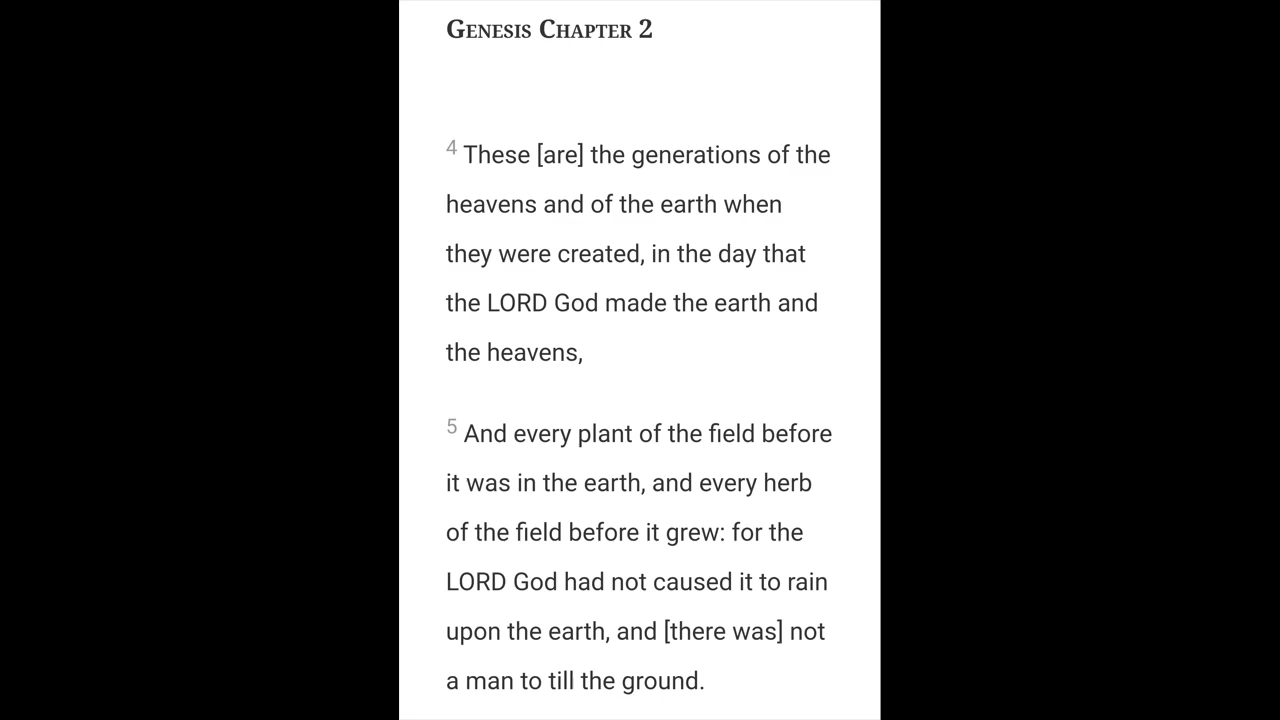 Genesis Chapter 2
4 These [are] the generations of the
heavens and of the earth when
they were created, in the day that
the LORD God made the earth and
the heavens,
5 And every plant of the field before
it was in the earth, and every herb
of the field before it grew: for the
LORD God had not caused it to rain
upon the earth, and [there was] not
a man to till the ground.